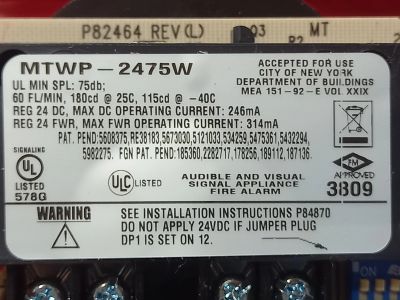 P82464 REV (L) 03 MT
MTWP-2475W
UL MIN SPL: 75db;
60 FL/MIN, 180cd @ 25C, 115cd @ -40C
REG 24 DC, MAX DC OPERATING CURRENT: 246mA
REG 24 FWR, MAX FWR OPERATING CURRENT: 314mA
ACCEPTED FOR USE
CITY OF NEW YORK
DEPARTMENT OF BUILDINGS
MEA 151-92-E VOL XXIX
PAT. PEND:5608375, RE38183,5673030,5121033,534259,5475361,5432294,
5982275. FGN PAT. PEND:185360,2282717,178256,189112,187136.
SIGNALING
UL
LISTED
578G
ULC
LISTED
AUDIBLE AND VISUAL
SIGNAL APPLIANCE
FIRE ALARM
FM
APPROVED
3809
WARNING
SEE INSTALLATION INSTRUCTIONS P84870
DO NOT APPLY 24VDC IF JUMPER PLUG
DP1 IS SET ON 12.